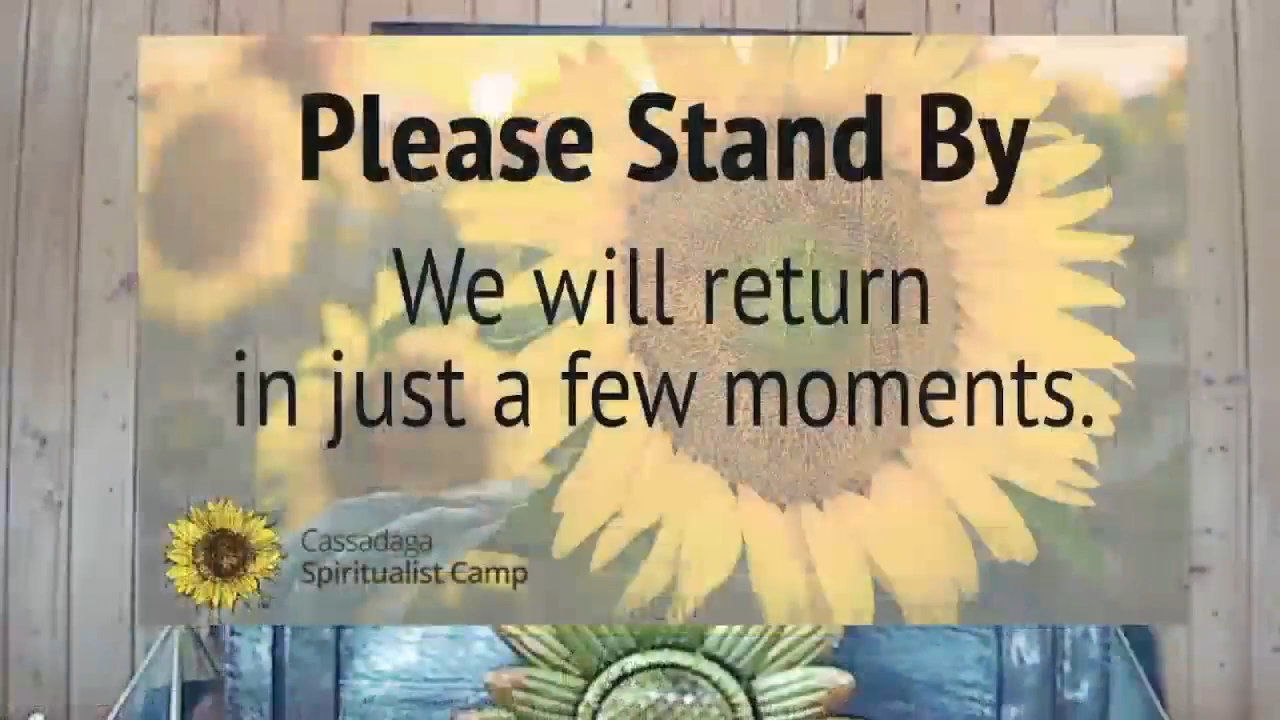 Please Stand By
We will return
in just a few moments.
Cassadaga
Spiritualist Camp